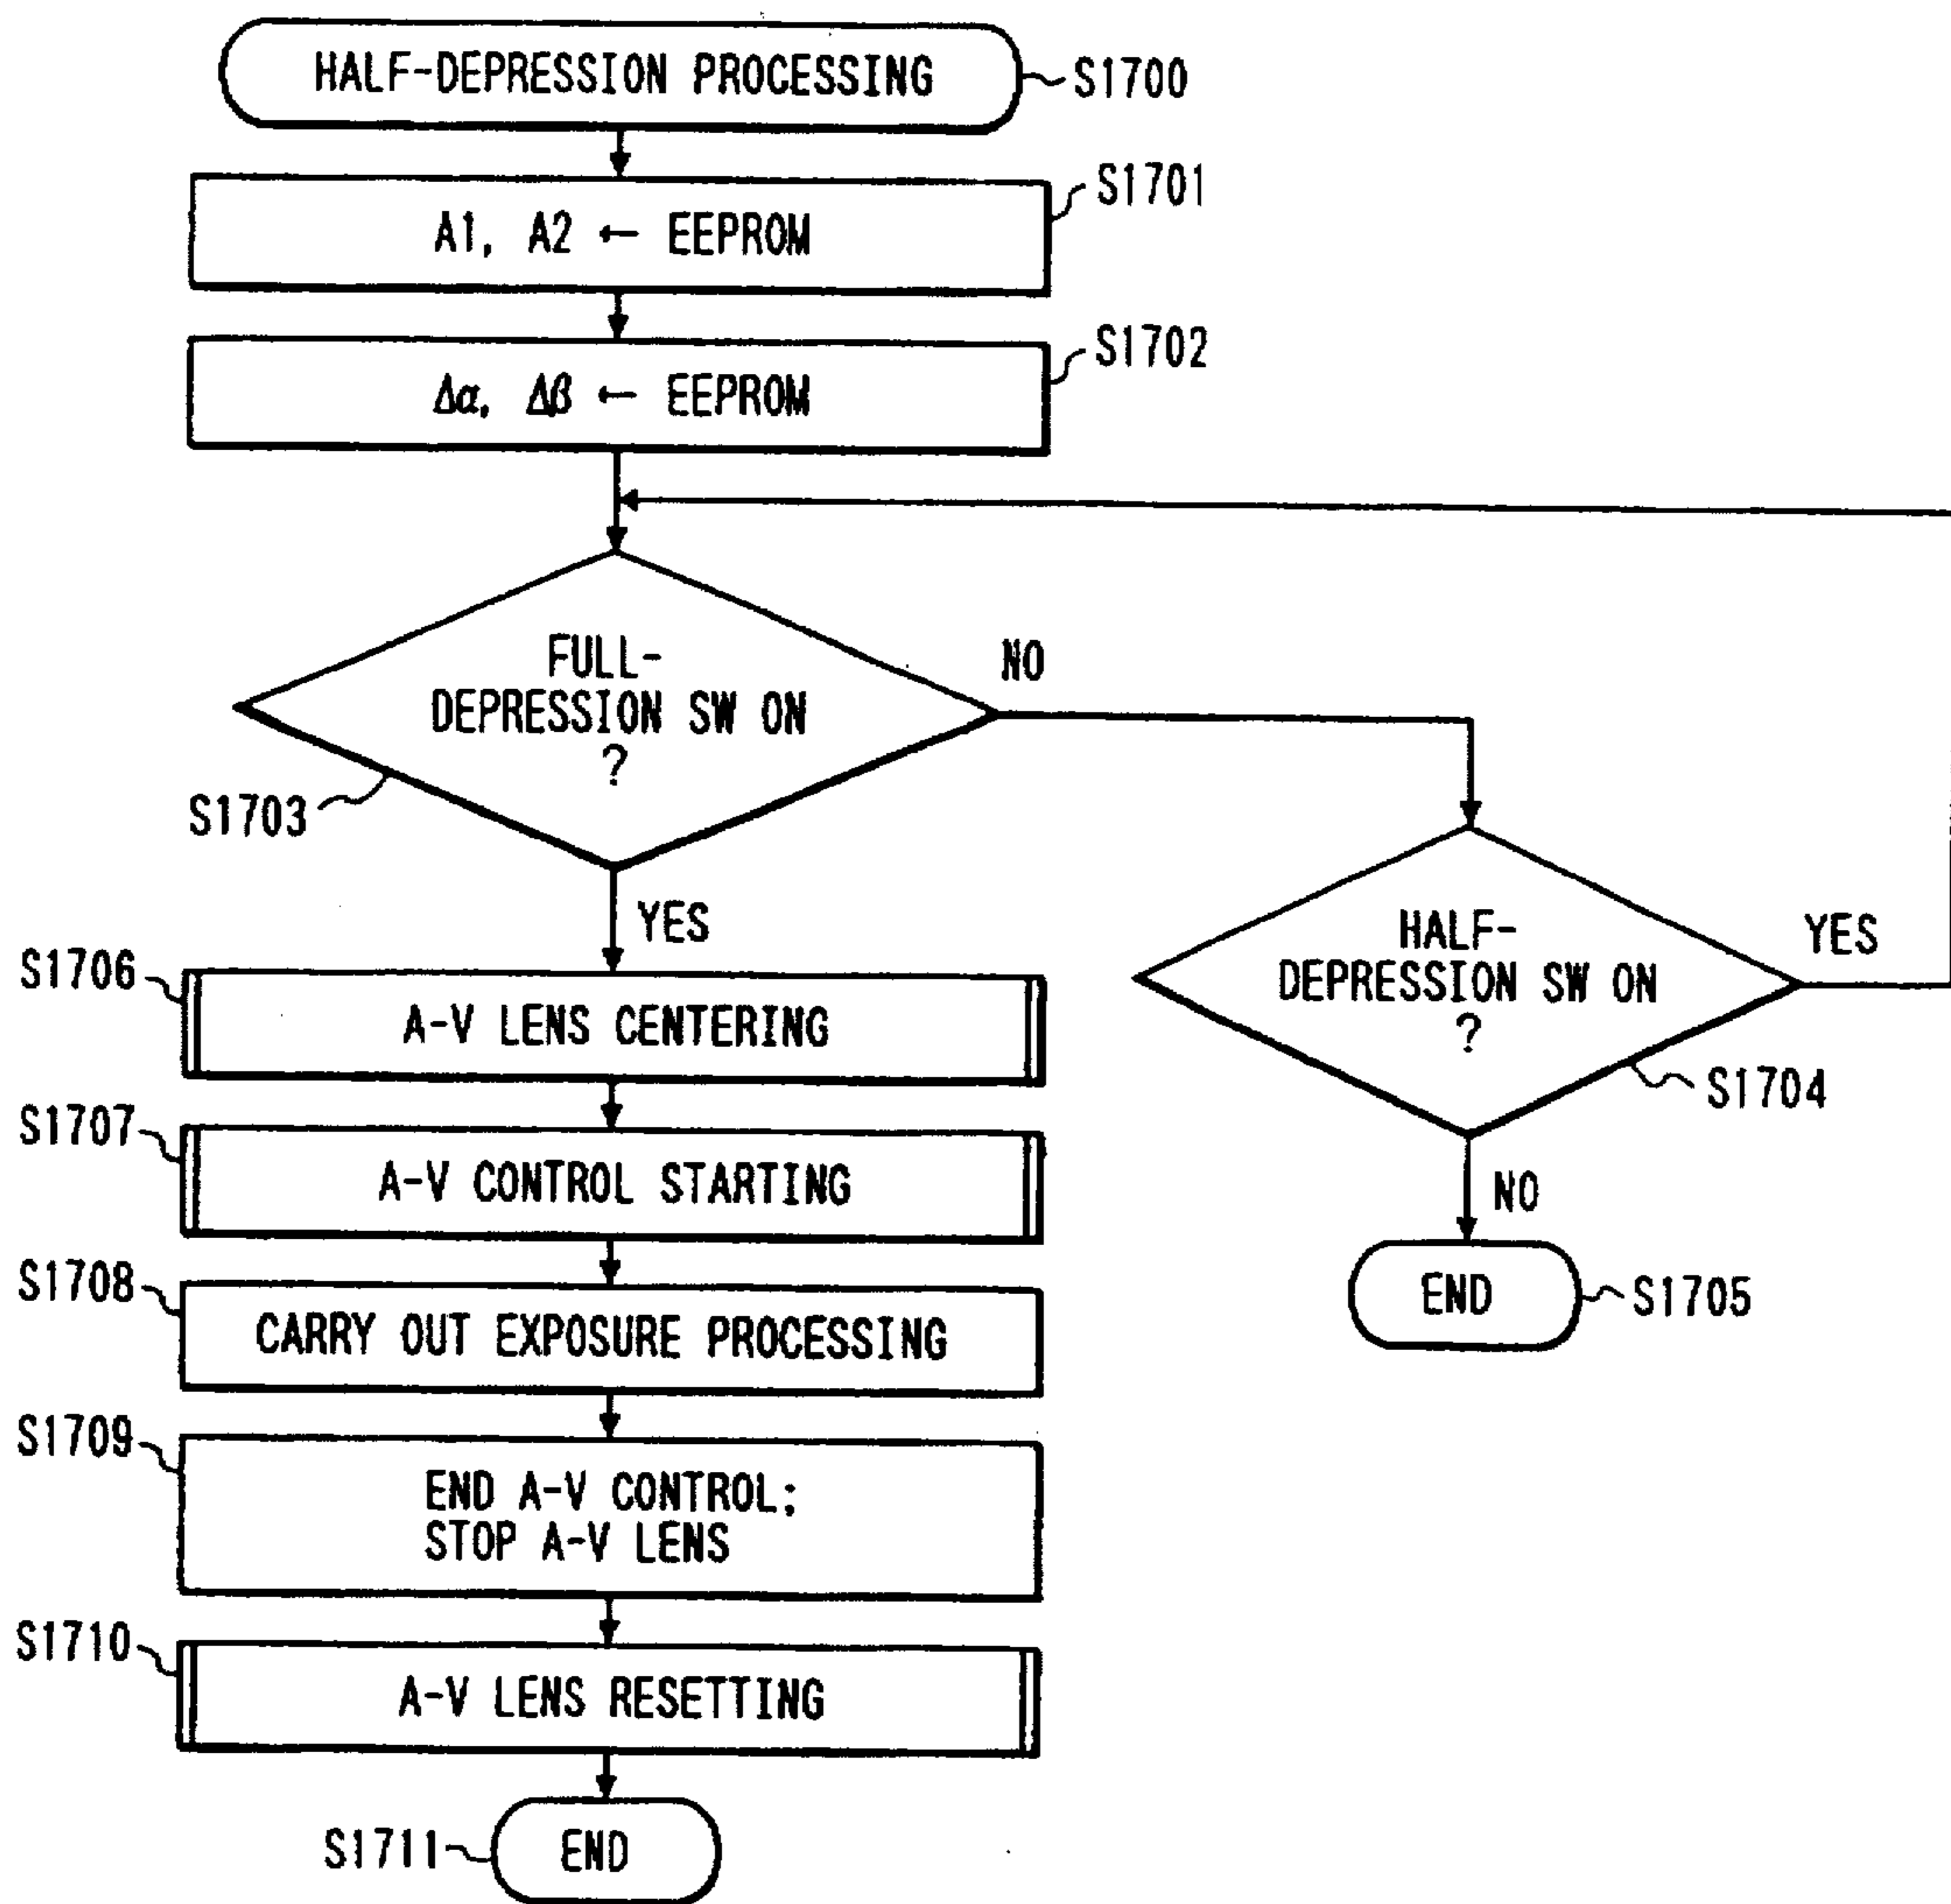 HALF-DEPRESSION PROCESSING
S1700
A1, A2 ← EEPROM
S1701
Δα, Δβ ← EEPROM
S1702
FULL-
DEPRESSION SW ON
?
NO
S1703
YES
HALF-
DEPRESSION SW ON
?
YES
S1704
NO
END
S1705
S1706
A-V LENS CENTERING
S1707
A-V CONTROL STARTING
S1708
CARRY OUT EXPOSURE PROCESSING
S1709
END A-V CONTROL;
STOP A-V LENS
S1710
A-V LENS RESETTING
S1711
END